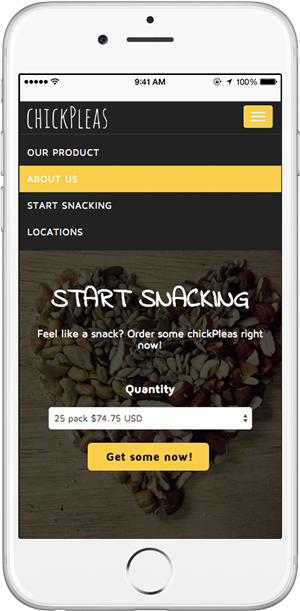 9:41 AM 100%
chickPleas
OUR PRODUCT
ABOUT US
START SNACKING
LOCATIONS
START SNACKING
Feel like a snack? Order some chickPleas right
now!
Quantity
25 pack $74.75 USD
Get some now!